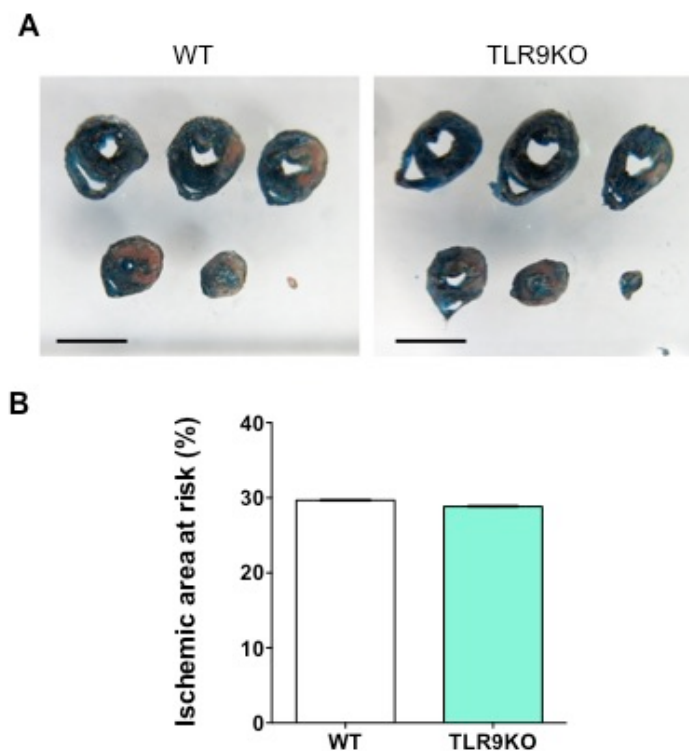 A
WT TLR9KO
B
Ischemic area at risk (%)
40
30
20
10
0
WT TLR9KO